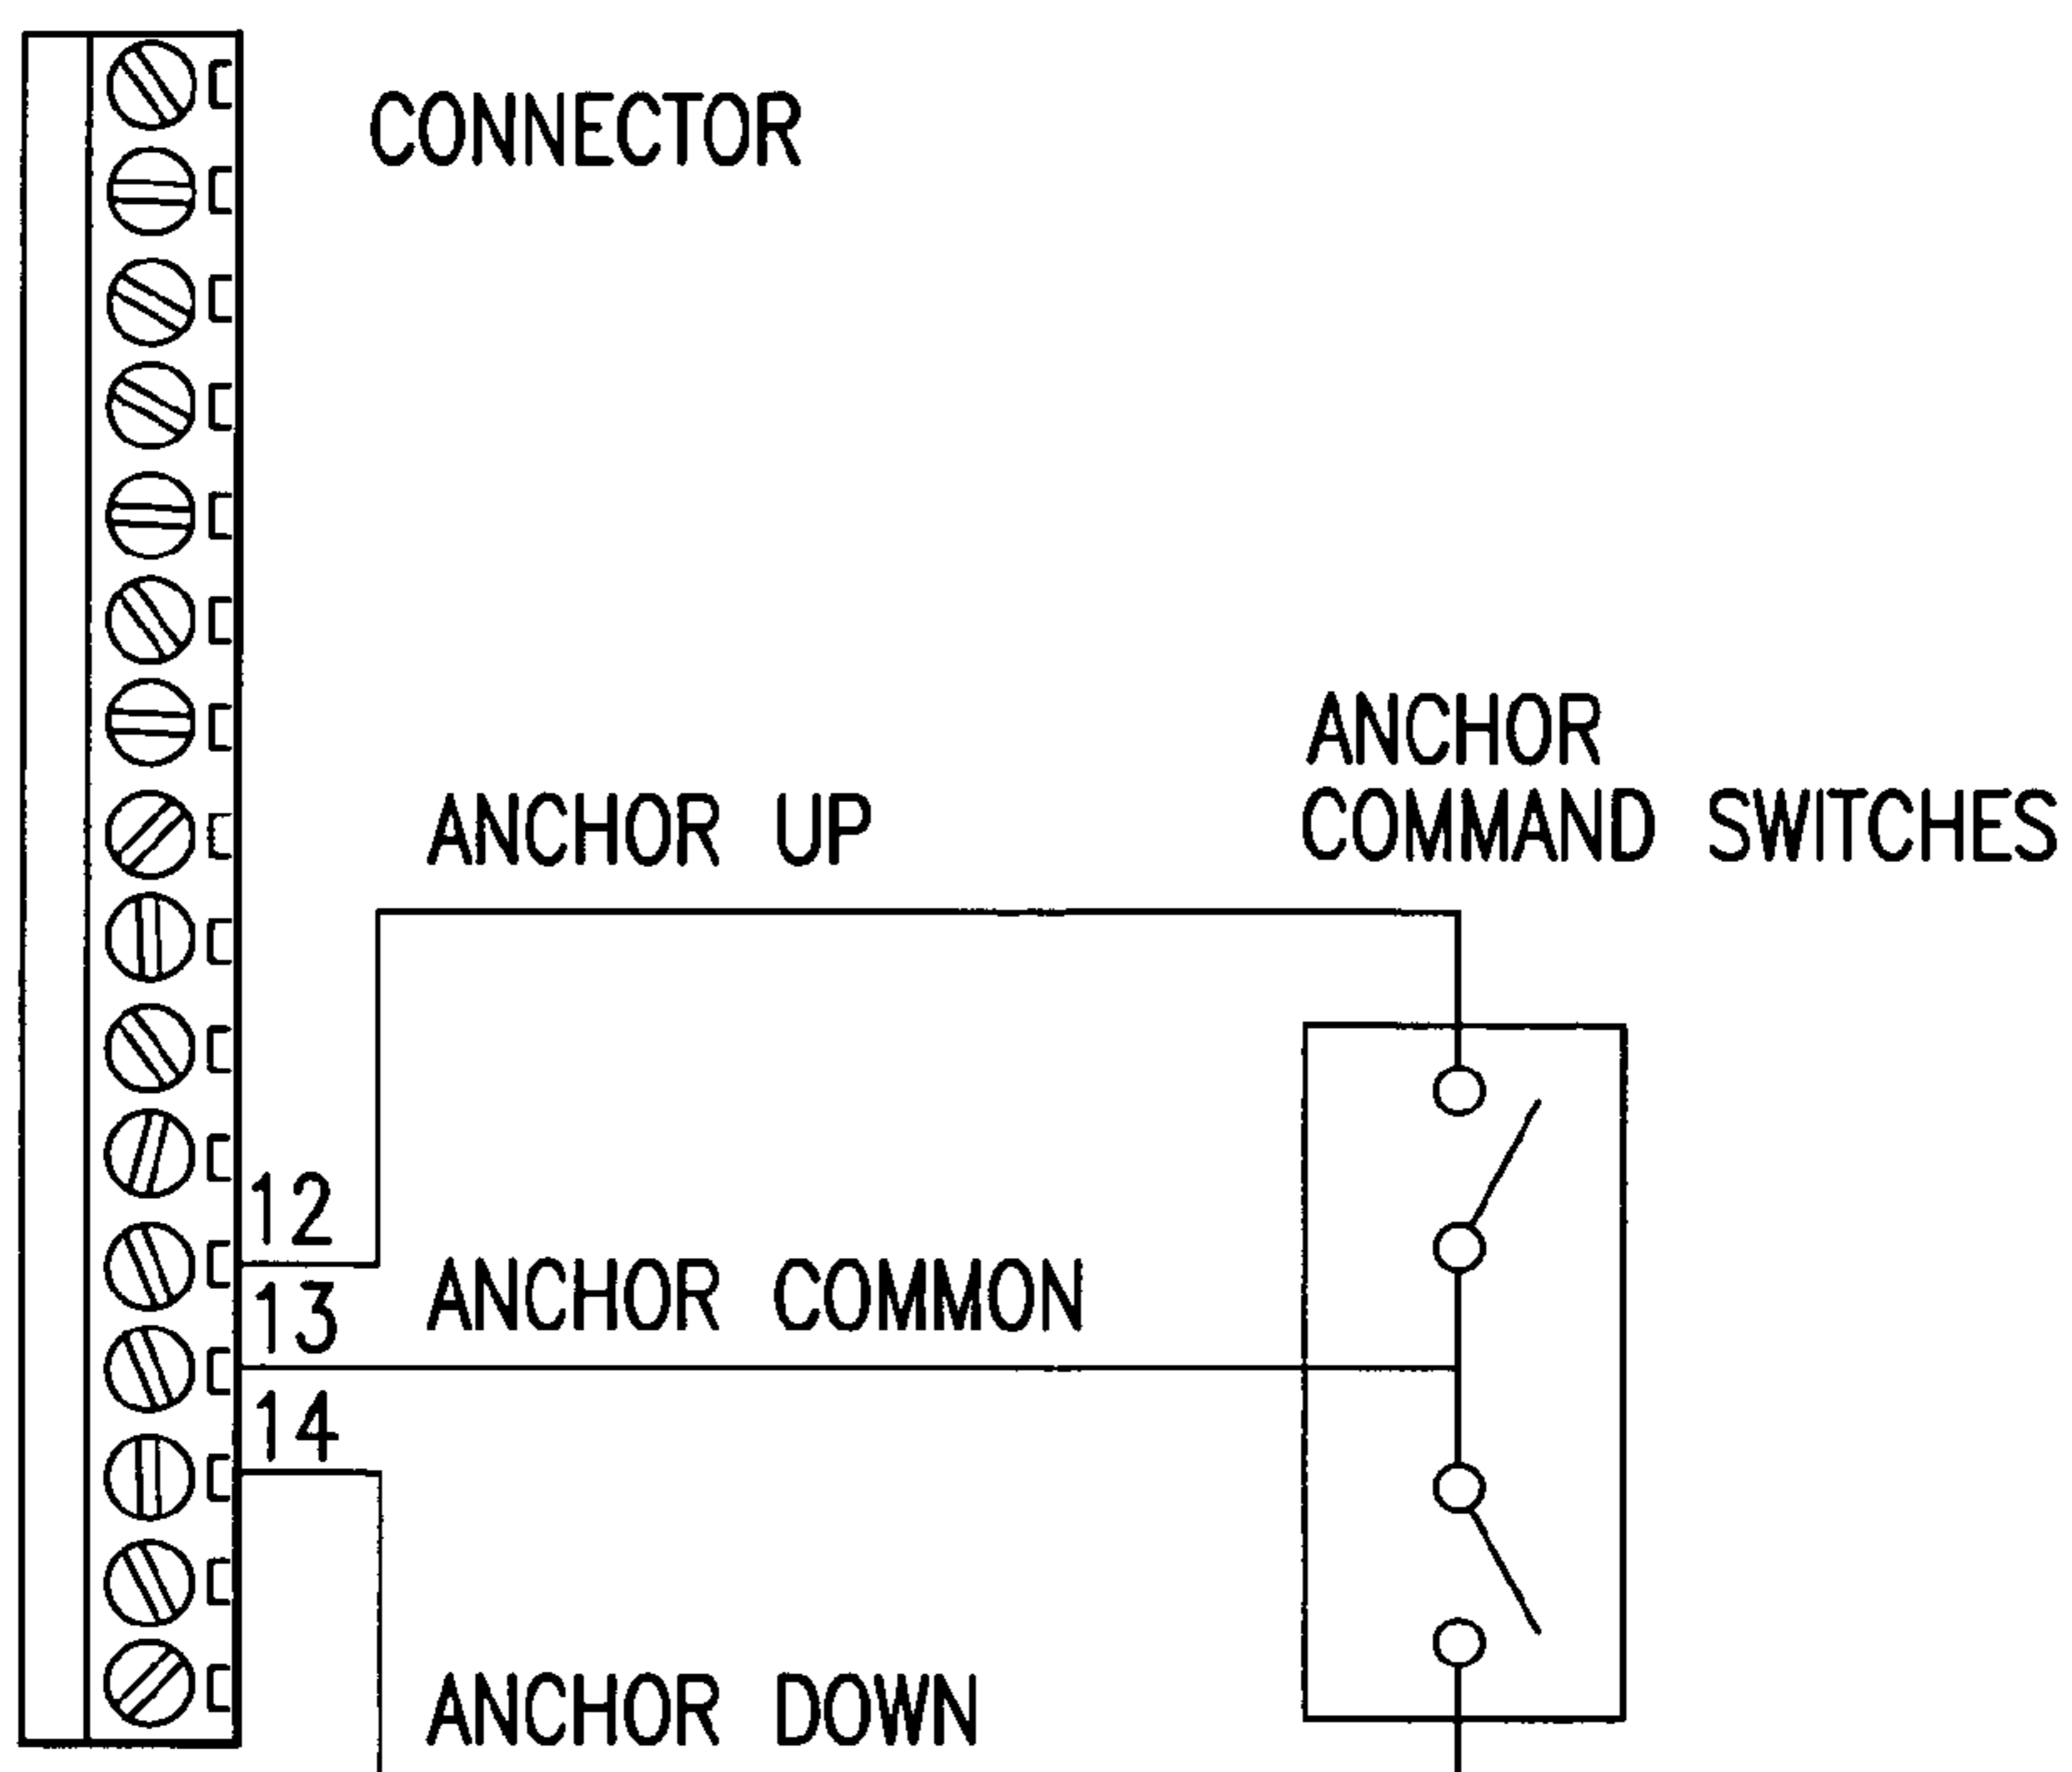 CONNECTOR
ANCHOR
COMMAND SWITCHES
ANCHOR UP
12
ANCHOR COMMON
13
14
ANCHOR DOWN